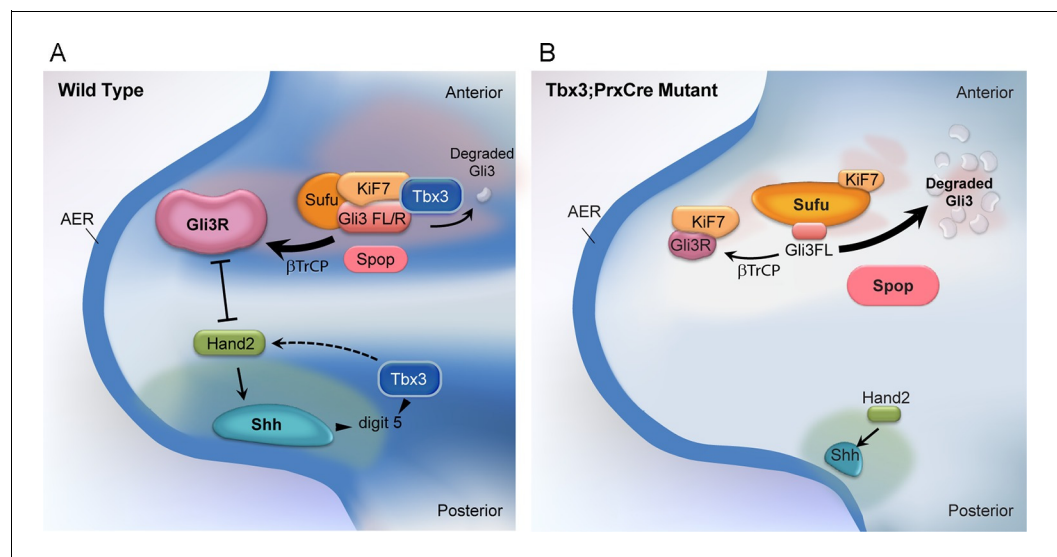 A
Wild Type
Anterior
Degraded
Gli3
KiF7
Tbx3
Sufu
Gli3 FL/R
AER
Gli3R
βTrCP
Spop
Hand2
Tbx3
Shh
digit 5
Posterior
B
Tbx3;PrxCre Mutant
Anterior
KiF7
Degraded
Gli3
Sufu
AER
KiF7
Gli3R
Gli3FL
βTrCP
Spop
Hand2
Shh
Posterior